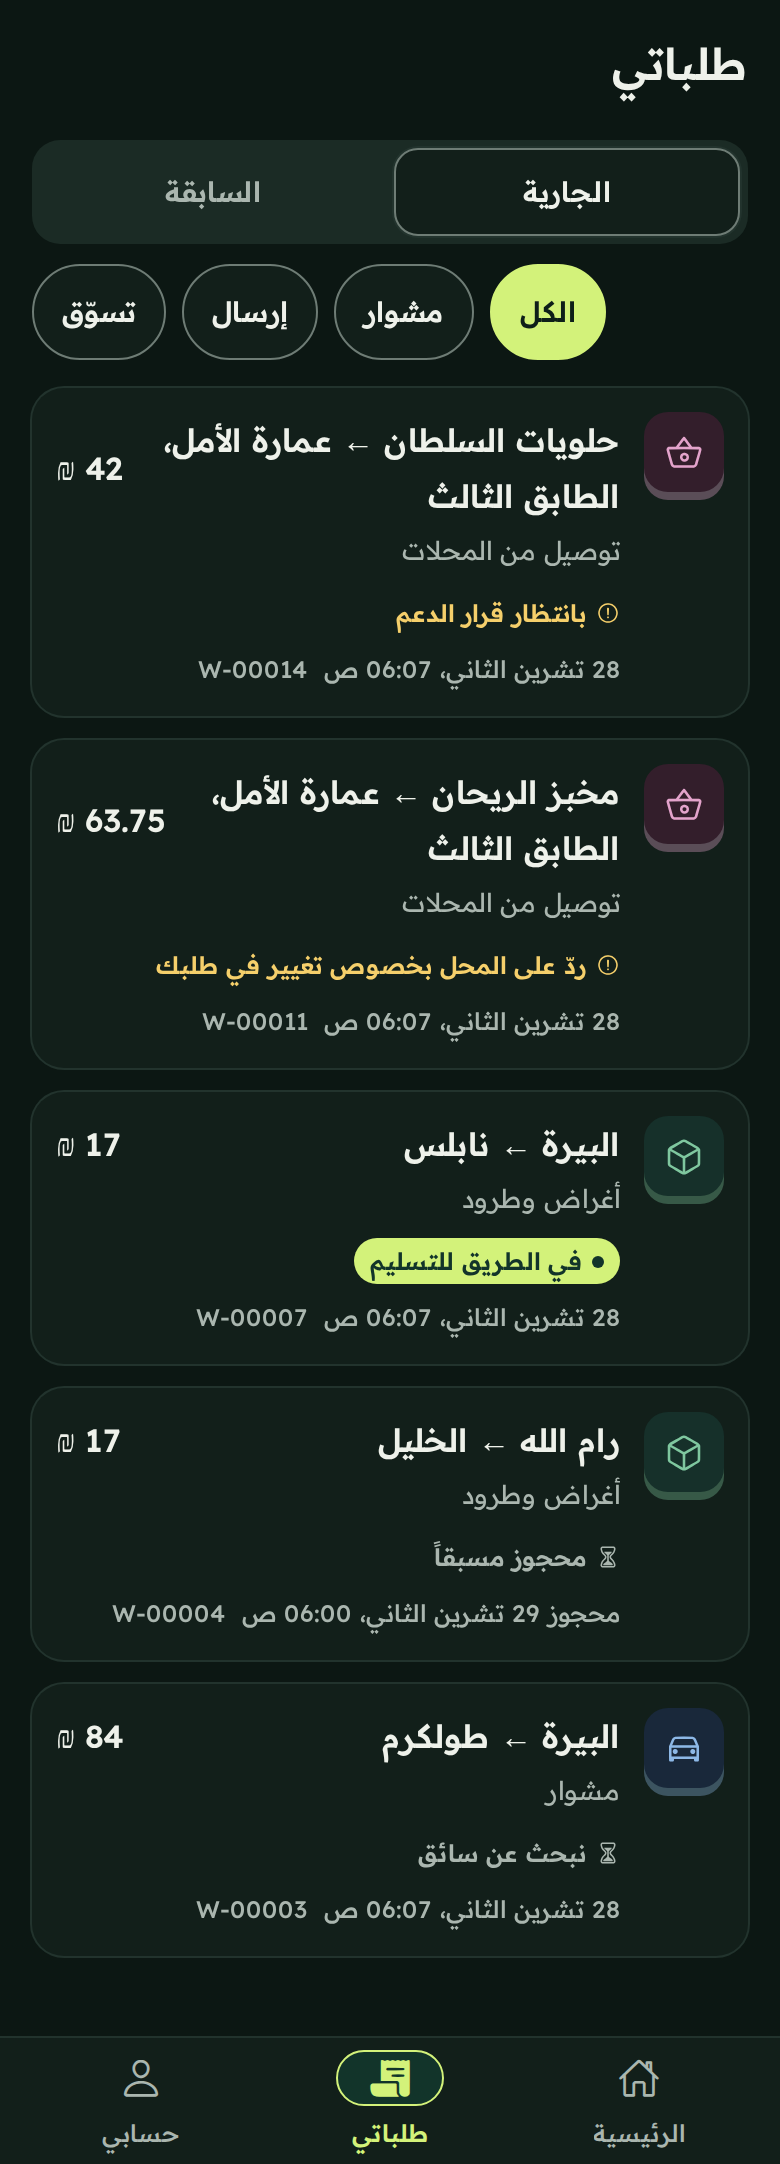 طلباتي
الجارية
السابقة
الكل
مشوار
إرسال
تسوّق
حلويات السلطان ← عمارة الأمل،
الطابق الثالث
42 ₪
توصيل من المحلات
بانتظار قرار الدعم
28 تشرين الثاني، 06:07 ص W-00014
مخبز الريحان ← عمارة الأمل،
الطابق الثالث
63.75 ₪
توصيل من المحلات
ردّ على المحل بخصوص تغيير في طلبك
28 تشرين الثاني، 06:07 ص W-00011
البيرة ← نابلس
17 ₪
أغراض وطرود
في الطريق للتسليم
28 تشرين الثاني، 06:07 ص W-00007
رام الله ← الخليل
17 ₪
أغراض وطرود
محجوز مسبقاً
محجوز 29 تشرين الثاني، 06:00 ص W-00004
البيرة ← طولكرم
84 ₪
مشوار
نبحث عن سائق
28 تشرين الثاني، 06:07 ص W-00003
الرئيسية
طلباتي
حسابي